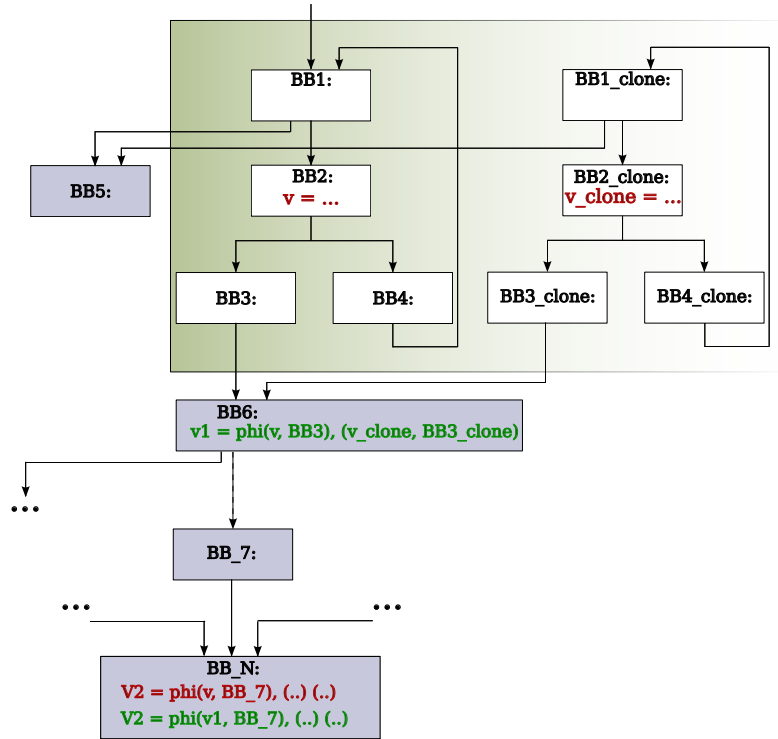 BB1:
BB1_clone:
BB2:
v = ...
BB2_clone:
v_clone = ...
BB5:
BB3:
BB4:
BB3_clone:
BB4_clone:
BB6:
v1 = phi(v, BB3), (v_clone, BB3_clone)
...
BB_7:
...
...
BB_N:
V2 = phi(v, BB_7), (..) (..)
V2 = phi(v1, BB_7), (..) (..)